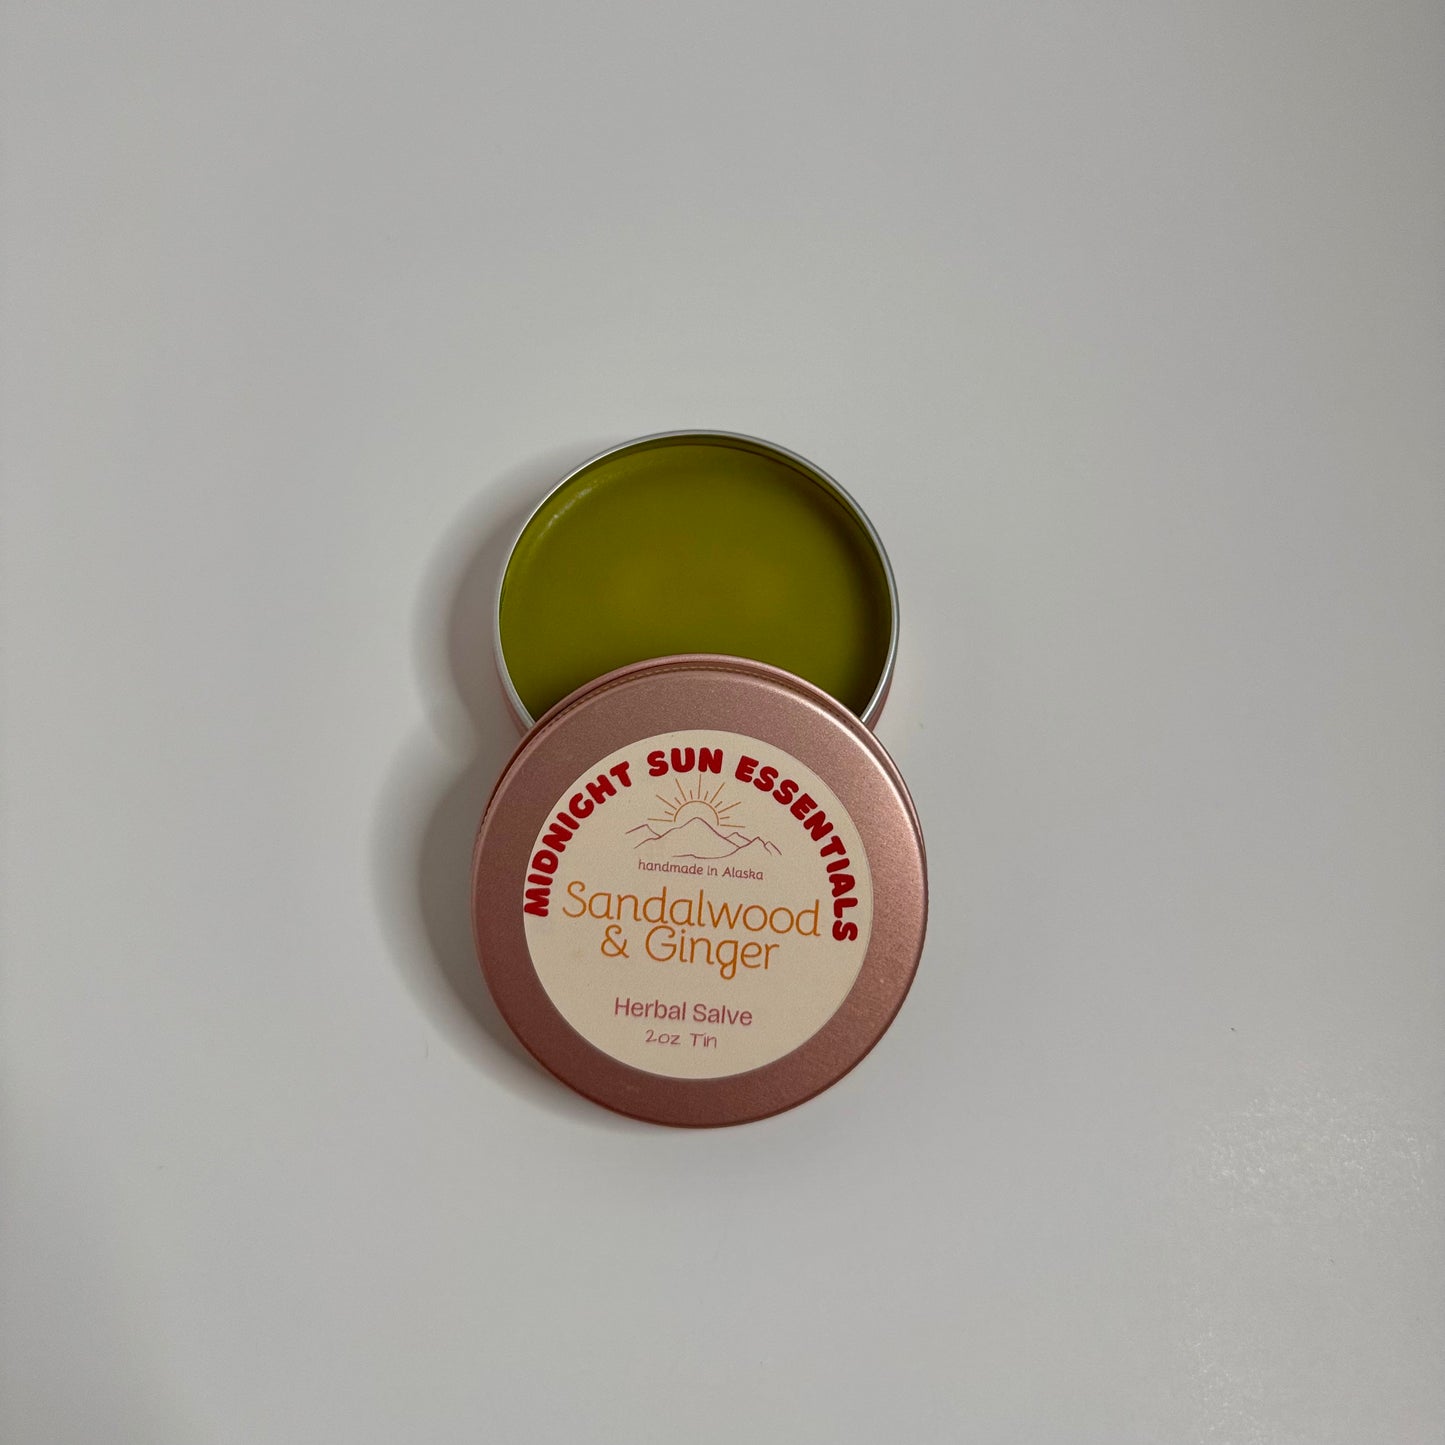 MIDNIGHT SUN ESSENTIALS
handmade in Alaska
Sandalwood
& Ginger
Herbal Salve
2oz Tin